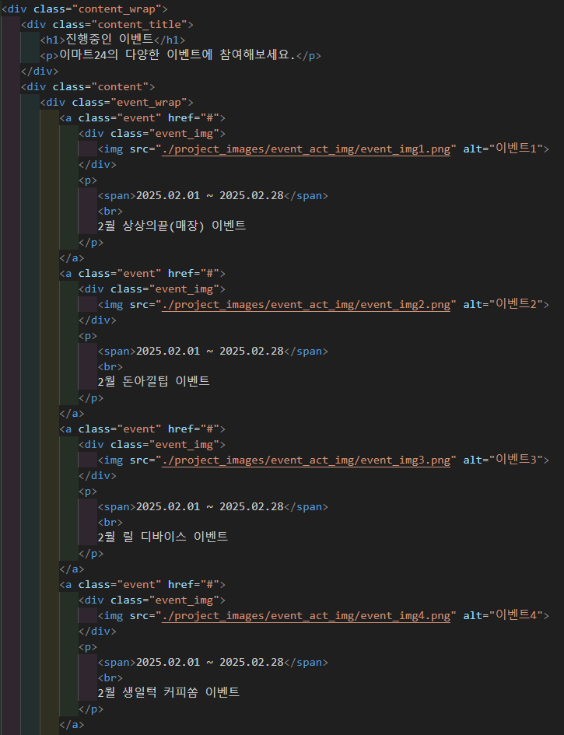 <div class="content_wrap">
<div class="content_title">
<h1>진행중인 이벤트</h1>
<p>이마트24의 다양한 이벤트에 참여해보세요.</p>
</div>
<div class="content">
<div class="event_wrap">
<a class="event" href="#">
<div class="event_img">
<img src="./project_images/event_act_img/event_img1.png" alt="이벤트1">
</div>
<p>
<span>2025.02.01 ~ 2025.02.28</span>
<br>
2월 상상의끝(매장) 이벤트
</p>
</a>
<a class="event" href="#">
<div class="event_img">
<img src="./project_images/event_act_img/event_img2.png" alt="이벤트2">
</div>
<p>
<span>2025.02.01 ~ 2025.02.28</span>
<br>
2월 돈아낄팁 이벤트
</p>
</a>
<a class="event" href="#">
<div class="event_img">
<img src="./project_images/event_act_img/event_img3.png" alt="이벤트3">
</div>
<p>
<span>2025.02.01 ~ 2025.02.28</span>
<br>
2월 릴 디바이스 이벤트
</p>
</a>
<a class="event" href="#">
<div class="event_img">
<img src="./project_images/event_act_img/event_img4.png" alt="이벤트4">
</div>
<p>
<span>2025.02.01 ~ 2025.02.28</span>
<br>
2월 생일턱 커피쏨 이벤트
</p>
</a>